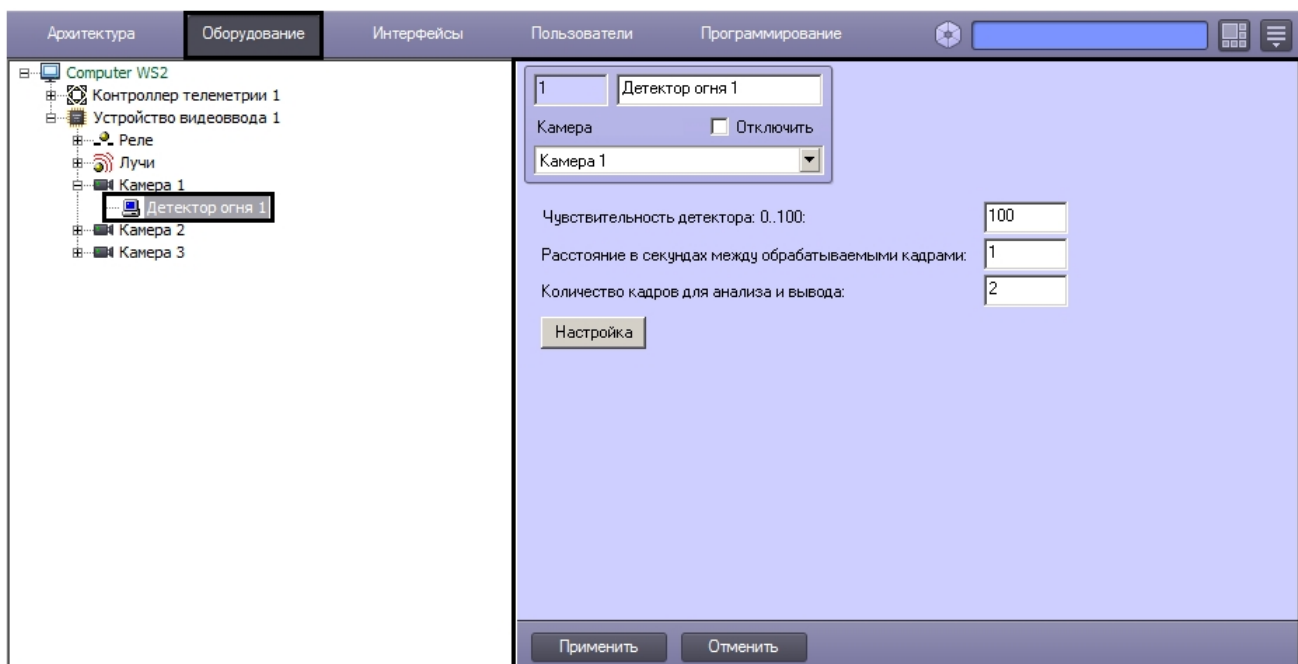 Архитектура Оборудование Интерфейсы Пользователи Программирование
Computer WS2
Контроллер телеметрии 1
Устройство видеоввода 1
Реле
Лучи
Камера 1
Детектор огня 1
Камера 2
Камера 3
1 Детектор огня 1
Камера Отключить
Камера 1
Чувствительность детектора: 0..100: 100
Расстояние в секундах между обрабатываемыми кадрами: 1
Количество кадров для анализа и вывода: 2
Настройка
Применить Отменить